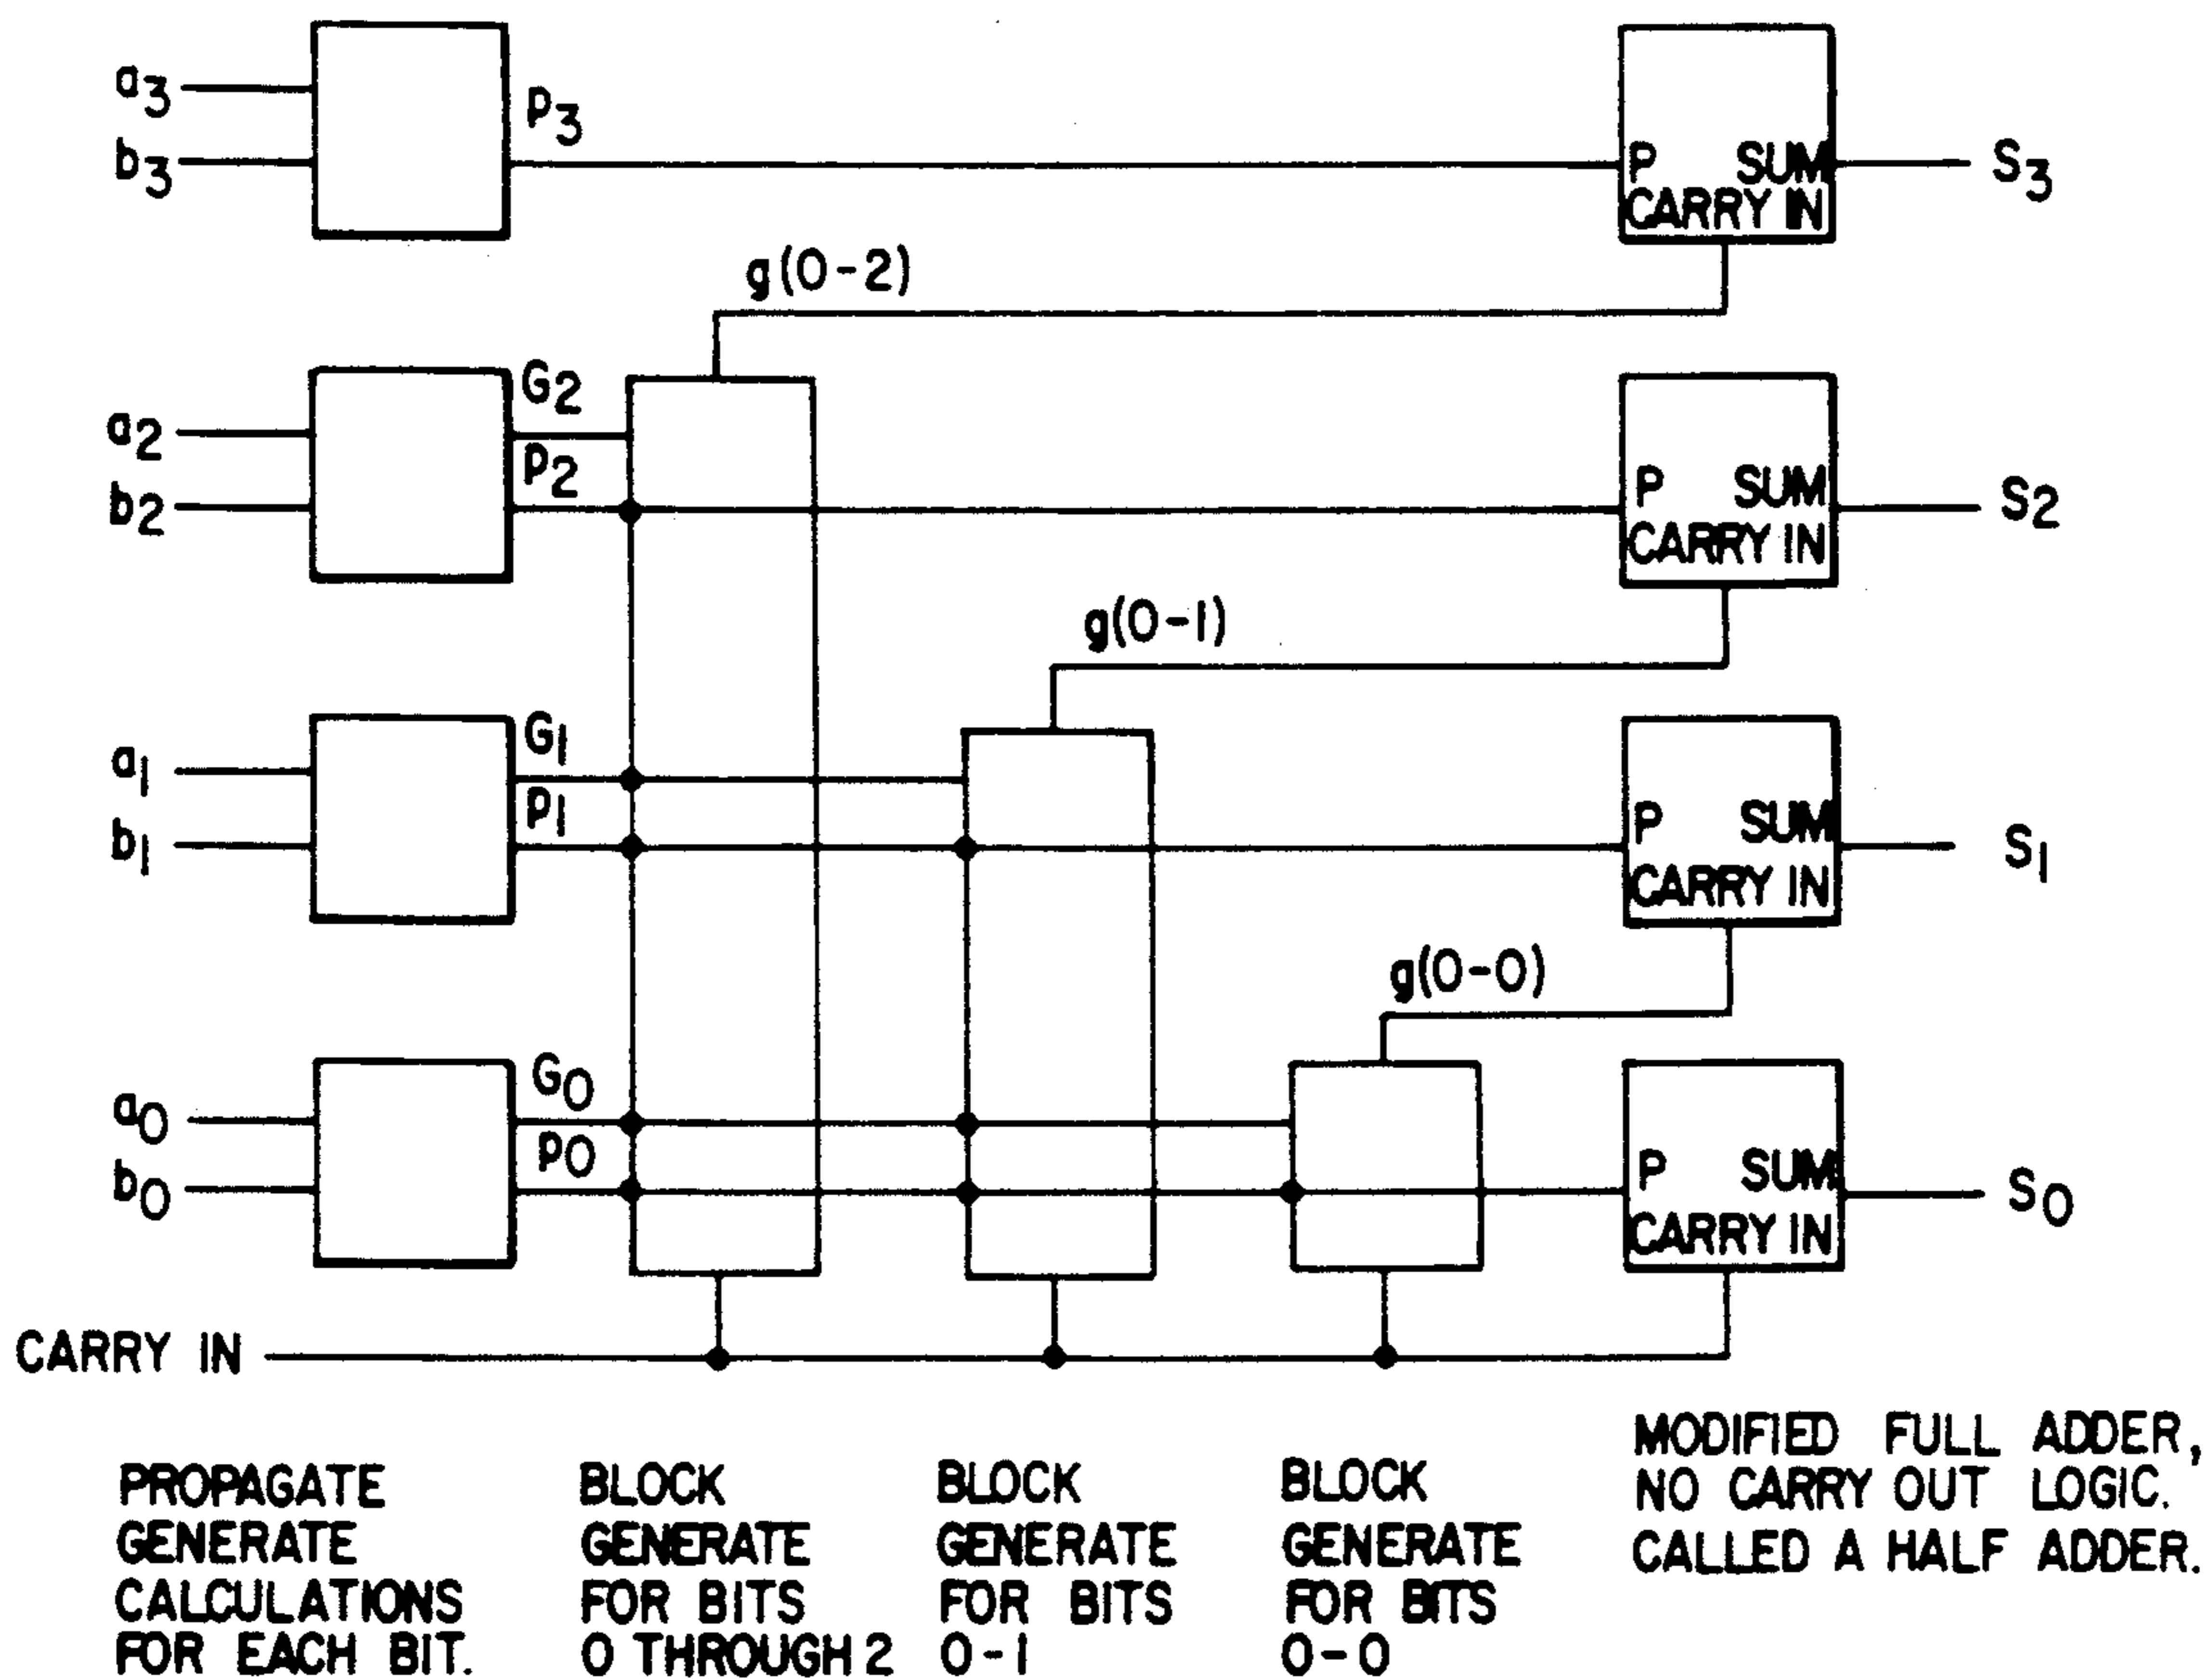 a3
b3
P3
P SUM
CARRY IN
S3
g(0-2)
a2
b2
G2
P2
P SUM
CARRY IN
S2
g(0-1)
a1
b1
G1
P1
P SUM
CARRY IN
S1
g(0-0)
a0
b0
G0
P0
P SUM
CARRY IN
S0
CARRY IN
PROPAGATE
GENERATE
CALCULATIONS
FOR EACH BIT.
BLOCK
GENERATE
FOR BITS
0 THROUGH 2
BLOCK
GENERATE
FOR BITS
0-1
BLOCK
GENERATE
FOR BITS
0-0
MODIFIED FULL ADDER,
NO CARRY OUT LOGIC.
CALLED A HALF ADDER.